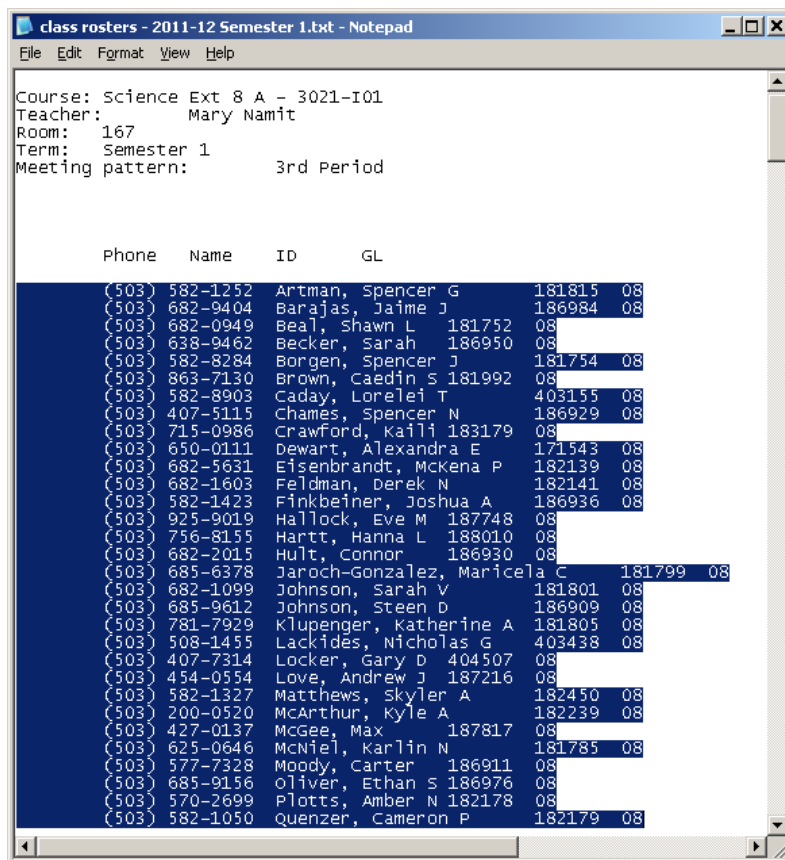 class rosters - 2011-12 Semester 1.txt - Notepad
File Edit Format View Help
Course: Science Ext 8 A - 3021-I01
Teacher: Mary Namit
Room: 167
Term: Semester 1
Meeting pattern: 3rd Period
Phone Name ID GL
(503) 582-1252 Artman, Spencer G 181815 08
(503) 682-9404 Barajas, Jaime J 186984 08
(503) 682-0949 Beal, Shawn L 181752 08
(503) 638-9462 Becker, Sarah 186950 08
(503) 582-8284 Borgen, Spencer J 181754 08
(503) 863-7130 Brown, Caedin S 181992 08
(503) 582-8903 Caday, Lorelei T 403155 08
(503) 407-5115 Chames, Spencer N 186929 08
(503) 715-0986 Crawford, Kaili 183179 08
(503) 650-0111 Dewart, Alexandra E 171543 08
(503) 682-5631 Eisenbrandt, McKena P 182139 08
(503) 682-1603 Feldman, Derek N 182141 08
(503) 582-1423 Finkbeiner, Joshua A 186936 08
(503) 925-9019 Hallock, Eve M 187748 08
(503) 756-8155 Hartt, Hanna L 188010 08
(503) 682-2015 Hult, Connor 186930 08
(503) 685-6378 Jaroch-Gonzalez, Maricela C 181799 08
(503) 682-1099 Johnson, Sarah V 181801 08
(503) 685-9612 Johnson, Steen D 186909 08
(503) 781-7929 Klupenger, Katherine A 181805 08
(503) 508-1455 Lackides, Nicholas G 403438 08
(503) 407-7314 Locker, Gary D 404507 08
(503) 454-0554 Love, Andrew J 187216 08
(503) 582-1327 Matthews, Skyler A 182450 08
(503) 200-0520 McArthur, Kyle A 182239 08
(503) 427-0137 McGee, Max 187817 08
(503) 625-0646 McNiel, Karlin N 181785 08
(503) 577-7328 Moody, Carter 186911 08
(503) 685-9156 Oliver, Ethan S 186976 08
(503) 570-2699 Plotts, Amber N 182178 08
(503) 582-1050 Quenzer, Cameron P 182179 08